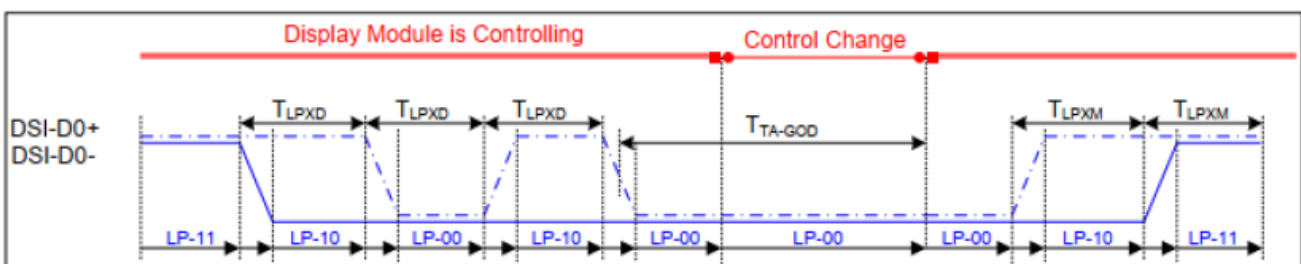 Display Module is Controlling Control Change
TLPXD TLPXD TLPXD TLPXM TLPXM
DSI-D0+
TTA-GOD
DSI-D0-
LP-11 LP-10 LP-00 LP-10 LP-00 LP-00 LP-00 LP-10 LP-11